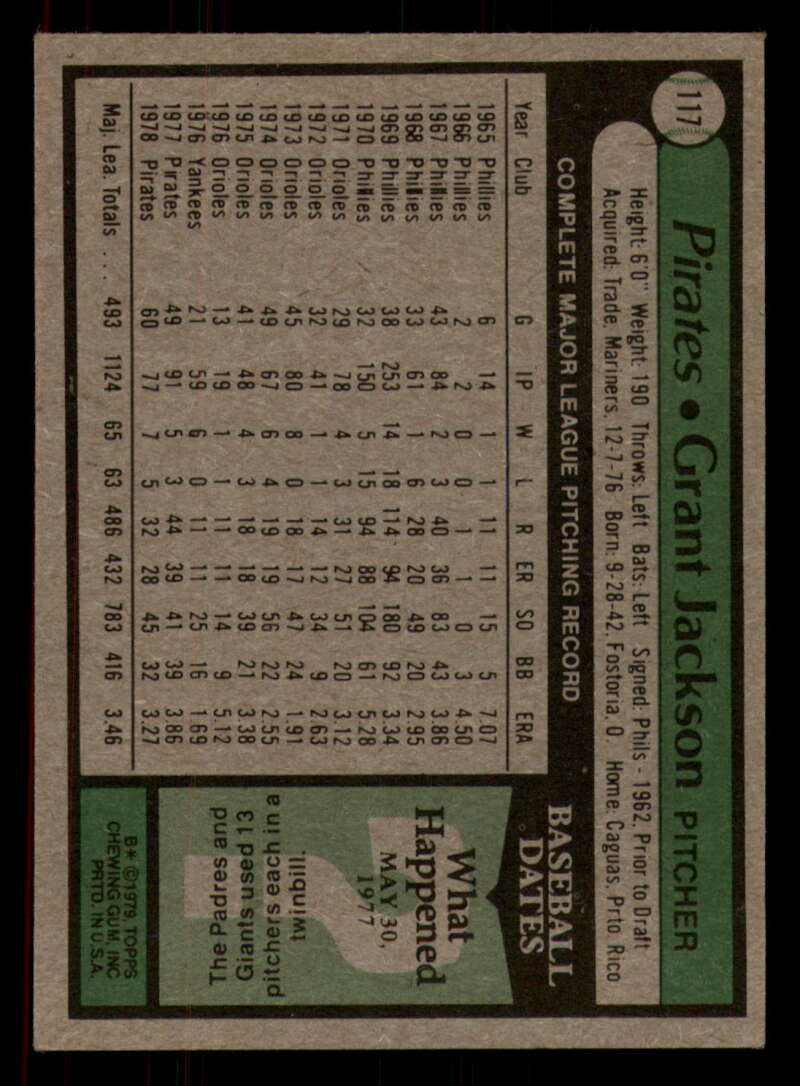 117
Pirates • Grant Jackson PITCHER
Height: 6'0" Weight: 190 Throws: Left Bats: Left Signed: Phils - 1962, Prior to Draft
Acquired: Trade, Mariners, 12-7-76 Born: 9-28-42, Fostoria, O. Home: Caguas, Prto Rico
COMPLETE MAJOR LEAGUE PITCHING RECORD
Year Club G IP W L R ER SO BB ERA
1965 Phillies 6 14 1 1 11 11 15 5 7.07
1966 Phillies 2 2 0 0 1 1 0 3 4.50
1967 Phillies 43 84 2 3 40 36 83 43 3.86
1968 Phillies 33 61 1 6 28 20 49 20 2.95
1969 Phillies 38 253 14 18 114 94 180 92 3.34
1970 Phillies 32 150 5 15 94 88 104 61 5.28
1971 Orioles 29 78 4 3 31 27 51 20 3.12
1972 Orioles 32 41 1 1 14 12 34 9 2.63
1973 Orioles 45 80 8 0 18 17 47 24 1.91
1974 Orioles 49 67 6 4 19 19 56 22 2.55
1975 Orioles 41 48 4 3 18 18 39 21 3.38
1976 Orioles 13 19 1 1 11 11 14 9 5.12
1976 Yankees 21 59 6 0 11 11 25 16 1.69
1977 Pirates 49 91 5 3 44 39 41 39 3.86
1978 Pirates 60 77 7 5 32 28 45 32 3.27
Maj. Lea. Totals . . . 493 1124 65 63 486 432 783 416 3.46
BASEBALL
DATES
What
Happened
MAY 30,
1977
The Padres and
Giants used 13
pitchers each in a
twinbill.
B* ©1979, TOPPS
CHEWING GUM, INC
PRTD. IN U.S.A.